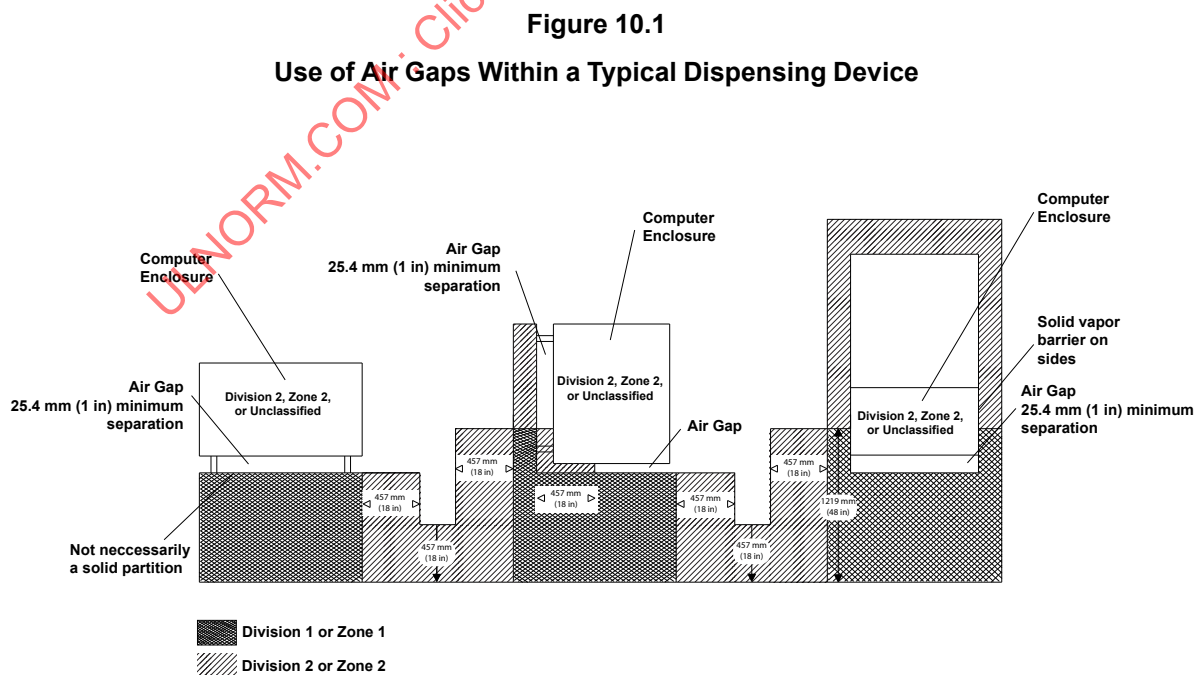 Figure 10.1
Use of Air Gaps Within a Typical Dispensing Device
ULNORM.COM : Clic
Computer
Enclosure
Air Gap
25.4 mm (1 in) minimum
separation
Division 2, Zone 2,
or Unclassified
Not neccessarily
a solid partition
457 mm
(18 in)
457 mm
(18 in)
457 mm
(18 in)
Air Gap
25.4 mm (1 in) minimum
separation
Computer
Enclosure
Division 2, Zone 2,
or Unclassified
Air Gap
457 mm
(18 in)
457 mm
(18 in)
457 mm
(18 in)
457 mm
(18 in)
Computer
Enclosure
Solid vapor
barrier on
sides
Air Gap
25.4 mm (1 in) minimum
separation
Division 2, Zone 2,
or Unclassified
1219 mm
(48 in)
Division 1 or Zone 1
Division 2 or Zone 2